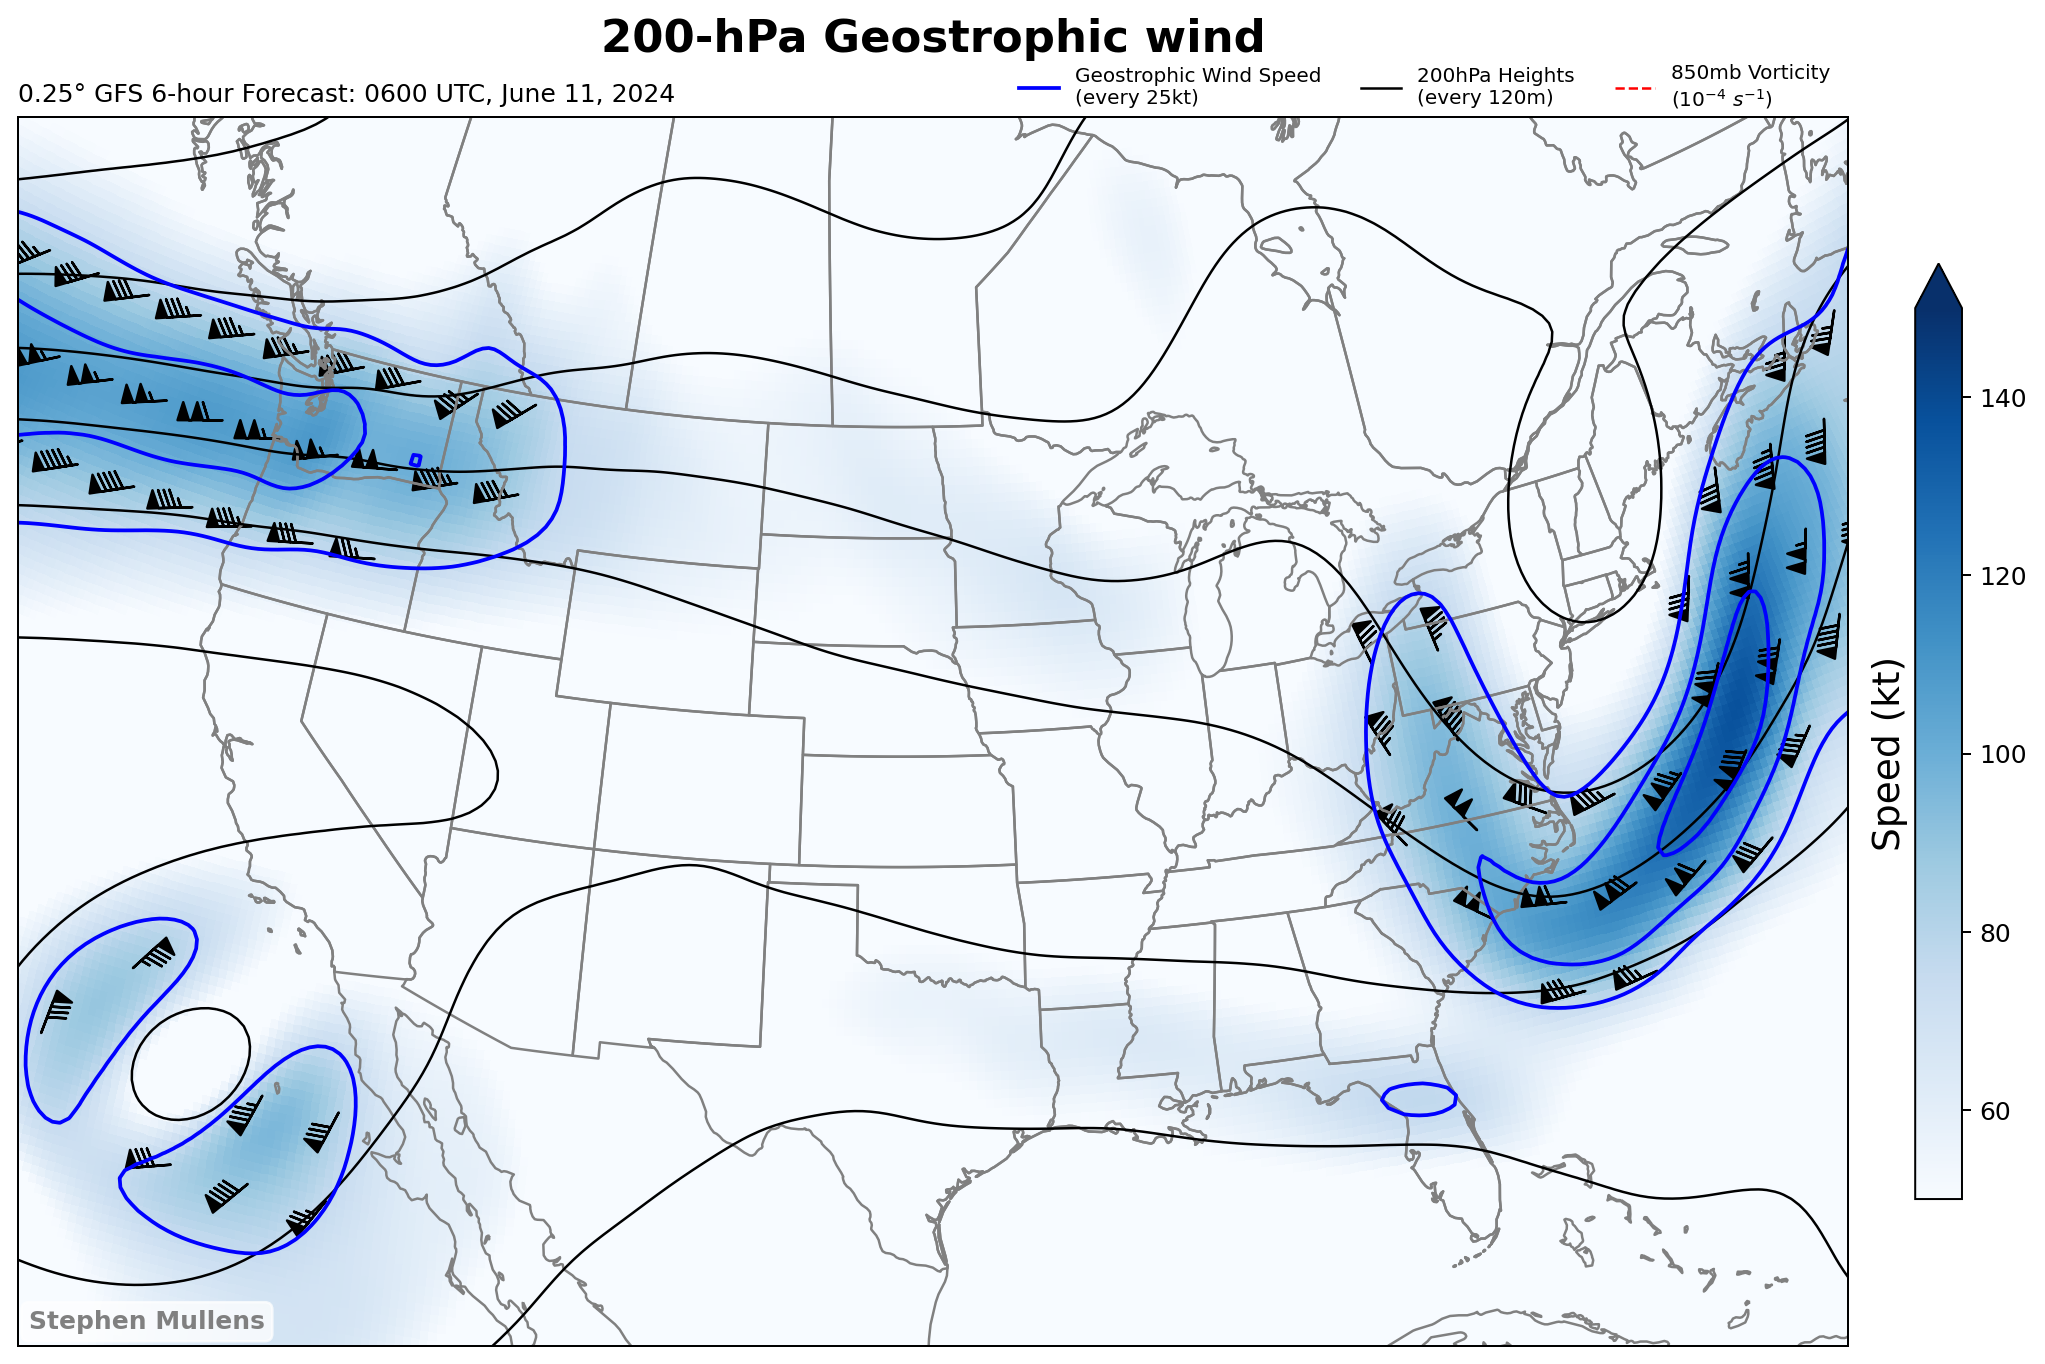 200-hPa Geostrophic wind
0.25° GFS 6-hour Forecast: 0600 UTC, June 11, 2024
Geostrophic Wind Speed
(every 25kt)
200hPa Heights
(every 120m)
850mb Vorticity
(10⁻⁴ s⁻¹)
140
120
100
80
60
Speed (kt)
Stephen Mullens